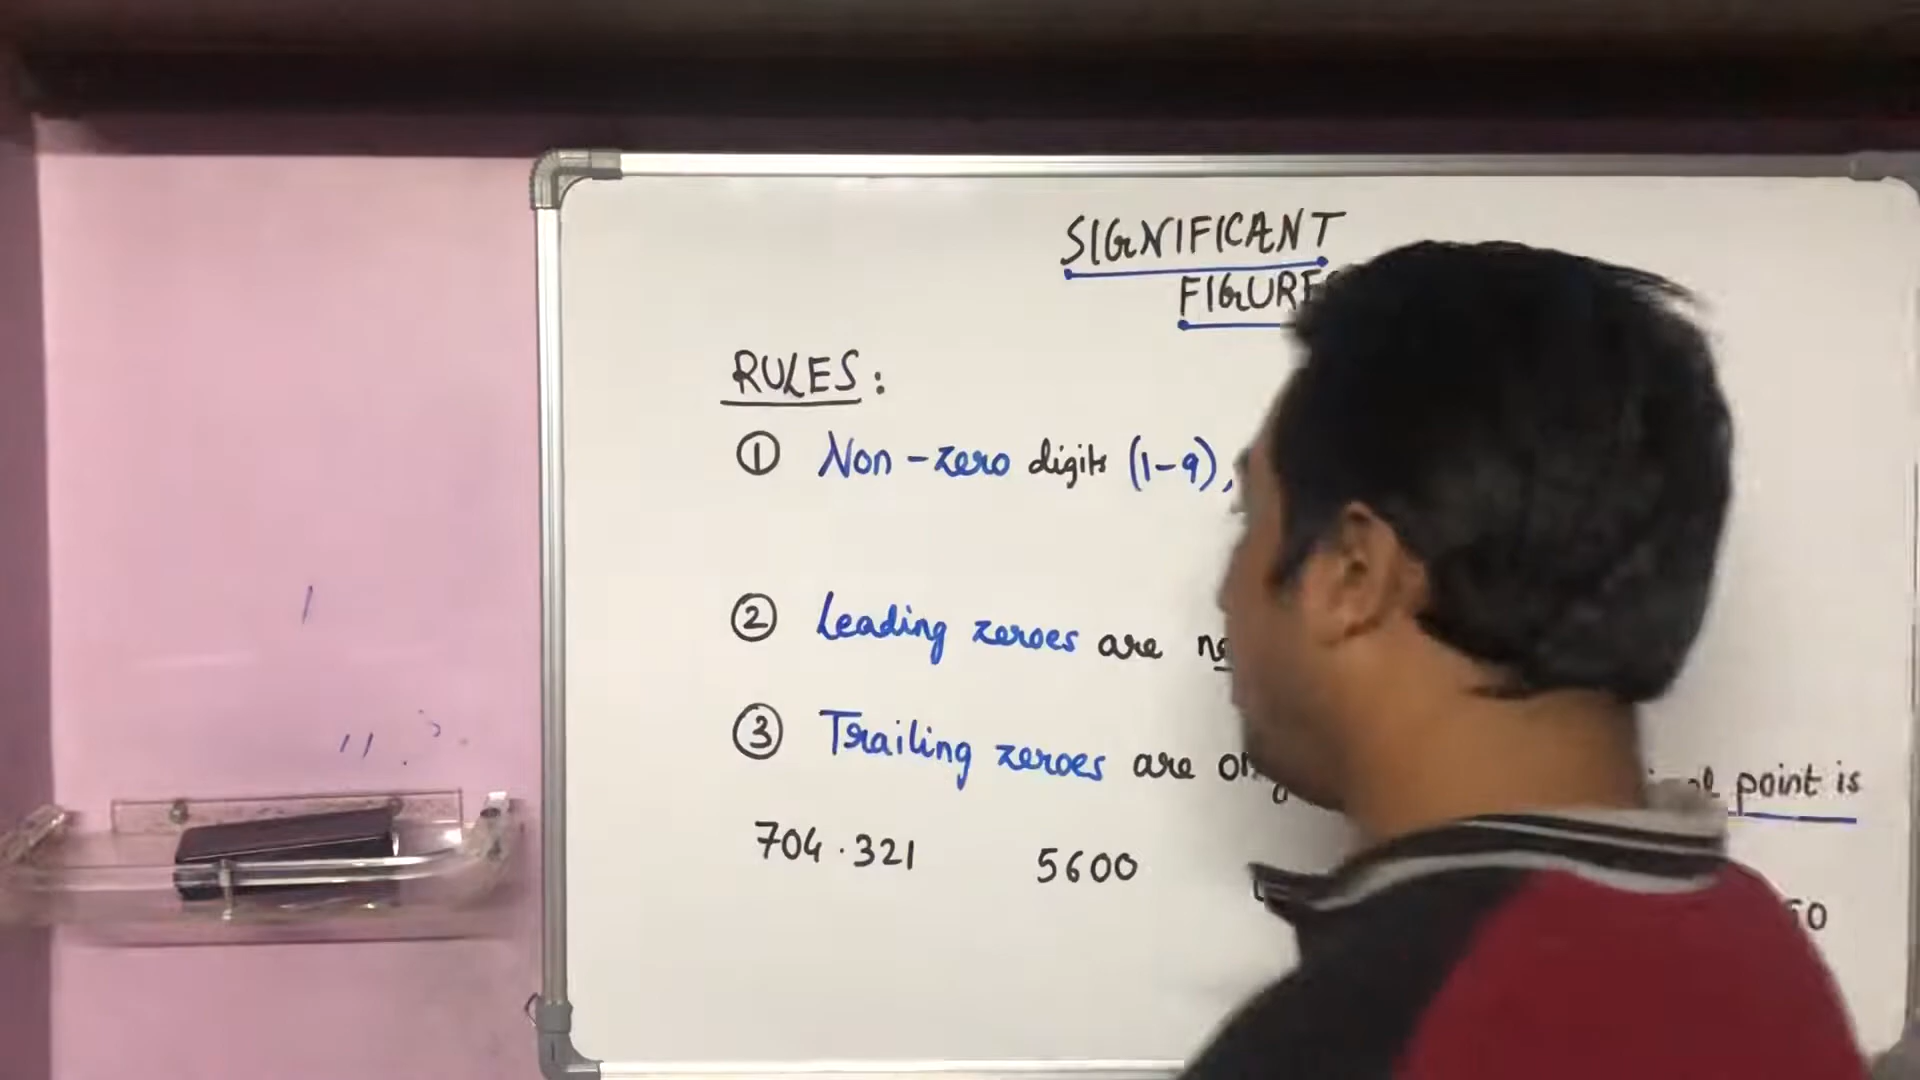 SIGNIFICANT
FIGURES
RULES :
① Non-zero digits (1-9),
② Leading zeroes are
③ Trailing zeroes are point is
704.321 5600